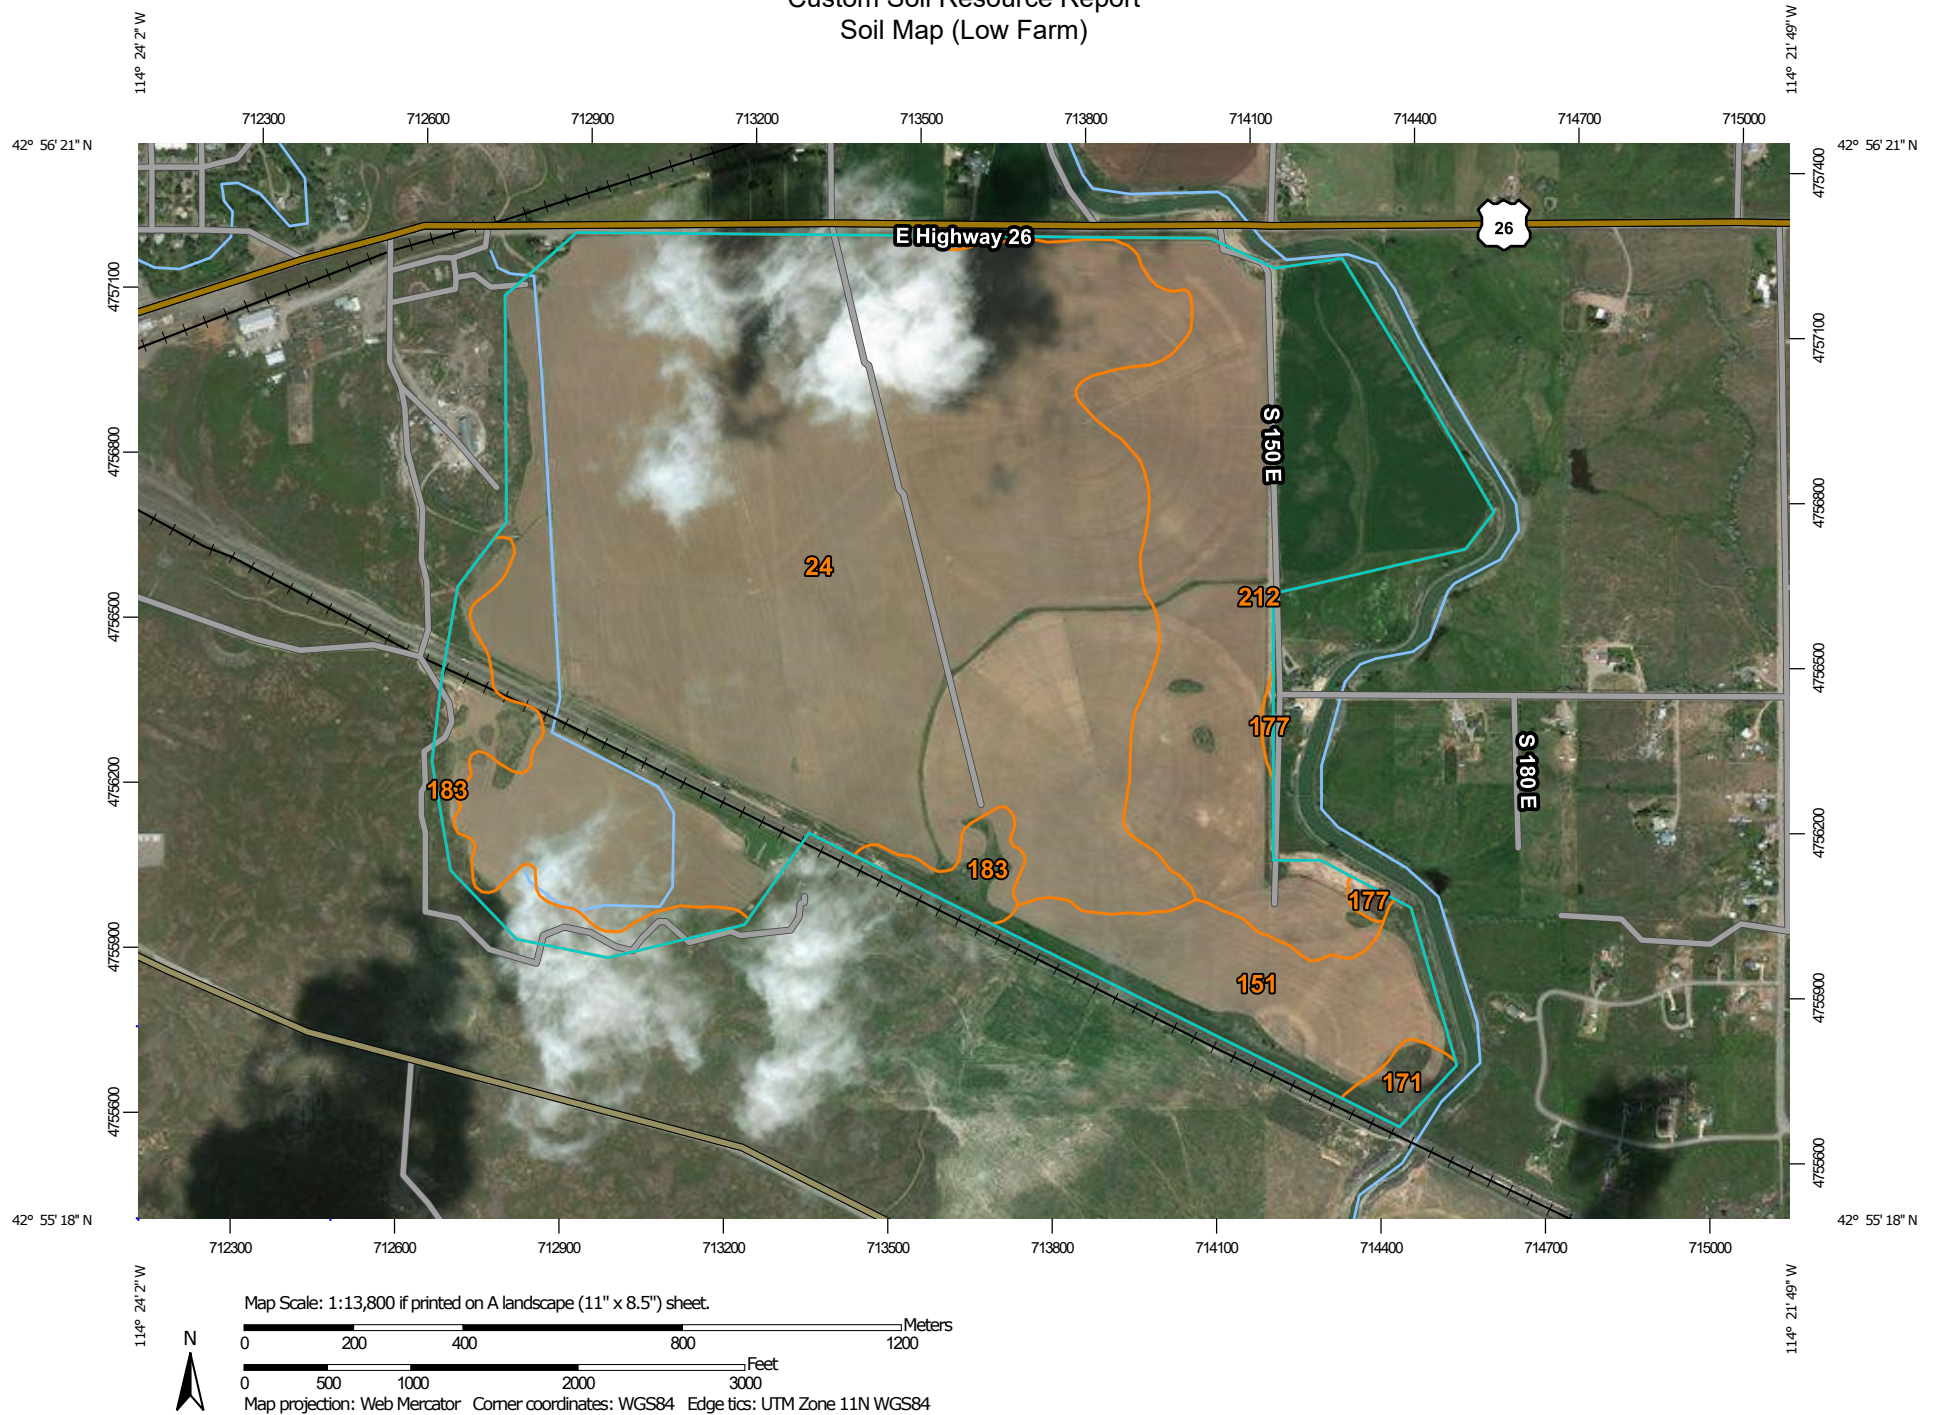 Custom Soil Resource Report
Soil Map (Low Farm)
114° 24' 2" W
114° 21' 49" W
712300 712600 712900 713200 713500 713800 714100 714400 714700 715000
42° 56' 21" N
42° 56' 21" N
4757100
4756800
4756500
4756200
4755900
4755600
4757400
4757100
4756800
4756500
4756200
4755900
4755600
E Highway 26
26
S 150 E
24
212
177
S 180 E
183
183
177
151
171
42° 55' 18" N
42° 55' 18" N
712300 712600 712900 713200 713500 713800 714100 714400 714700 715000
114° 24' 2" W
114° 21' 49" W
Map Scale: 1:13,800 if printed on A landscape (11" x 8.5") sheet.
Meters
0 200 400 800 1200
N
Feet
0 500 1000 2000 3000
Map projection: Web Mercator Corner coordinates: WGS84 Edge tics: UTM Zone 11N WGS84